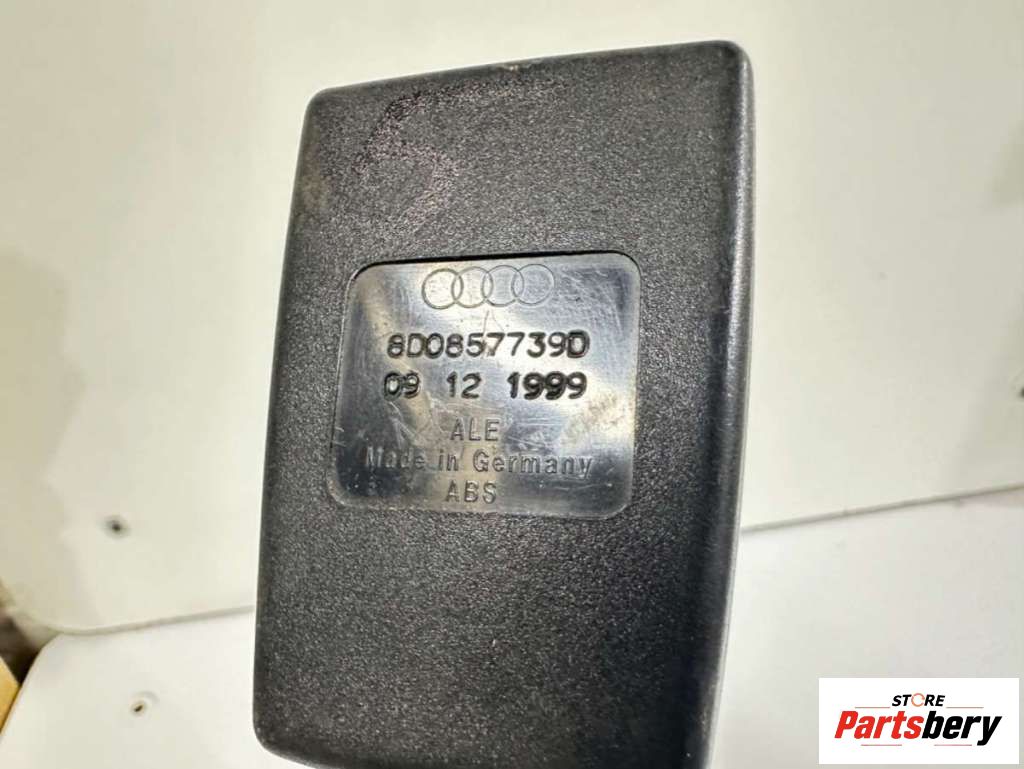 8D0857739D
09 12 1999
ALE
Made in Germany
ABS
STORE
Partsbery